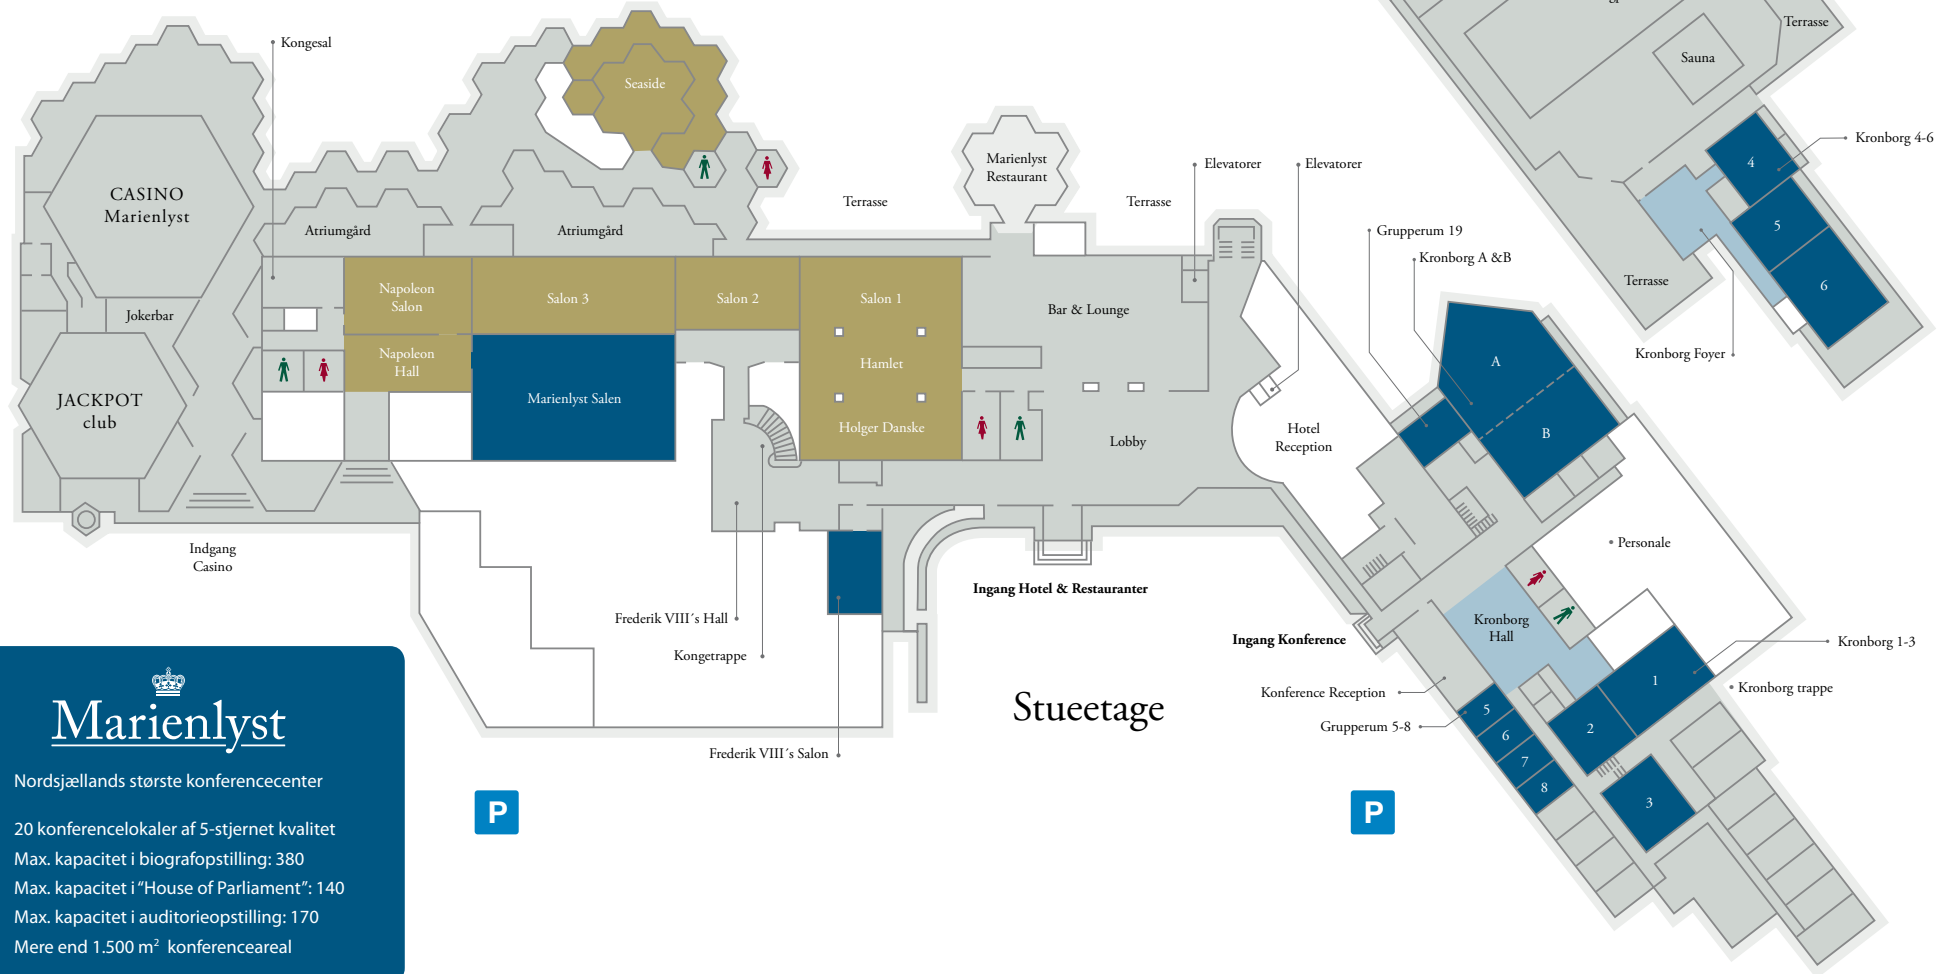 Kongesal
Seaside
Terrasse
Sauna
Kronborg 4-6
4
5
6
CASINO
Marienlyst
Marienlyst
Restaurant
Elevatorer
Elevatorer
Terrasse
Terrasse
Atriumgård
Atriumgård
Grupperum 19
Kronborg A &B
Terrasse
Kronborg Foyer
Napoleon
Salon
Salon 3
Salon 2
Salon 1
Bar & Lounge
Jokerbar
Napoleon
Hall
Hamlet
A
B
JACKPOT
club
Marienlyst Salen
Holger Danske
Lobby
Hotel
Reception
Indgang
Casino
Personale
Ingang Hotel & Restauranter
Frederik VIII´s Hall
Kongetrappe
Kronborg
Hall
Ingang Konference
Kronborg 1-3
Konference Reception
Kronborg trappe
Grupperum 5-8
1
2
3
5
6
7
8
Stueetage
Frederik VIII´s Salon
P
P
Marienlyst
Nordsjællands største konferencecenter
20 konferencelokaler af 5-stjernet kvalitet
Max. kapacitet i biografopstilling: 380
Max. kapacitet i “House of Parliament”: 140
Max. kapacitet i auditorieopstilling: 170
Mere end 1.500 m² konferenceareal